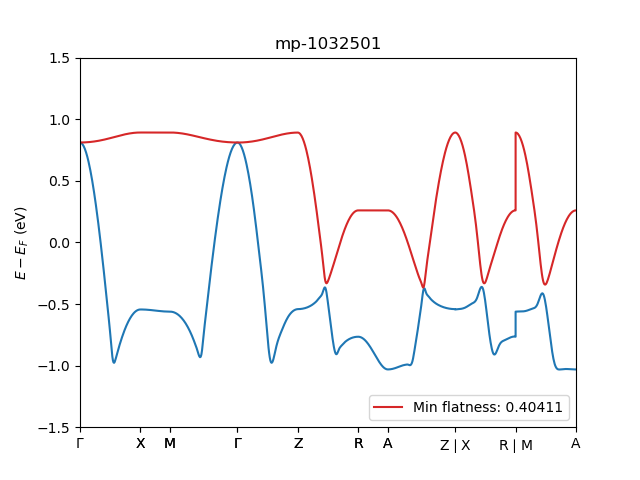 mp-1032501
1.5
1.0
0.5
0.0
−0.5
−1.0
−1.5
E − E_F (eV)
Min flatness: 0.40411
Γ X M Γ Z R A Z | X R | M A